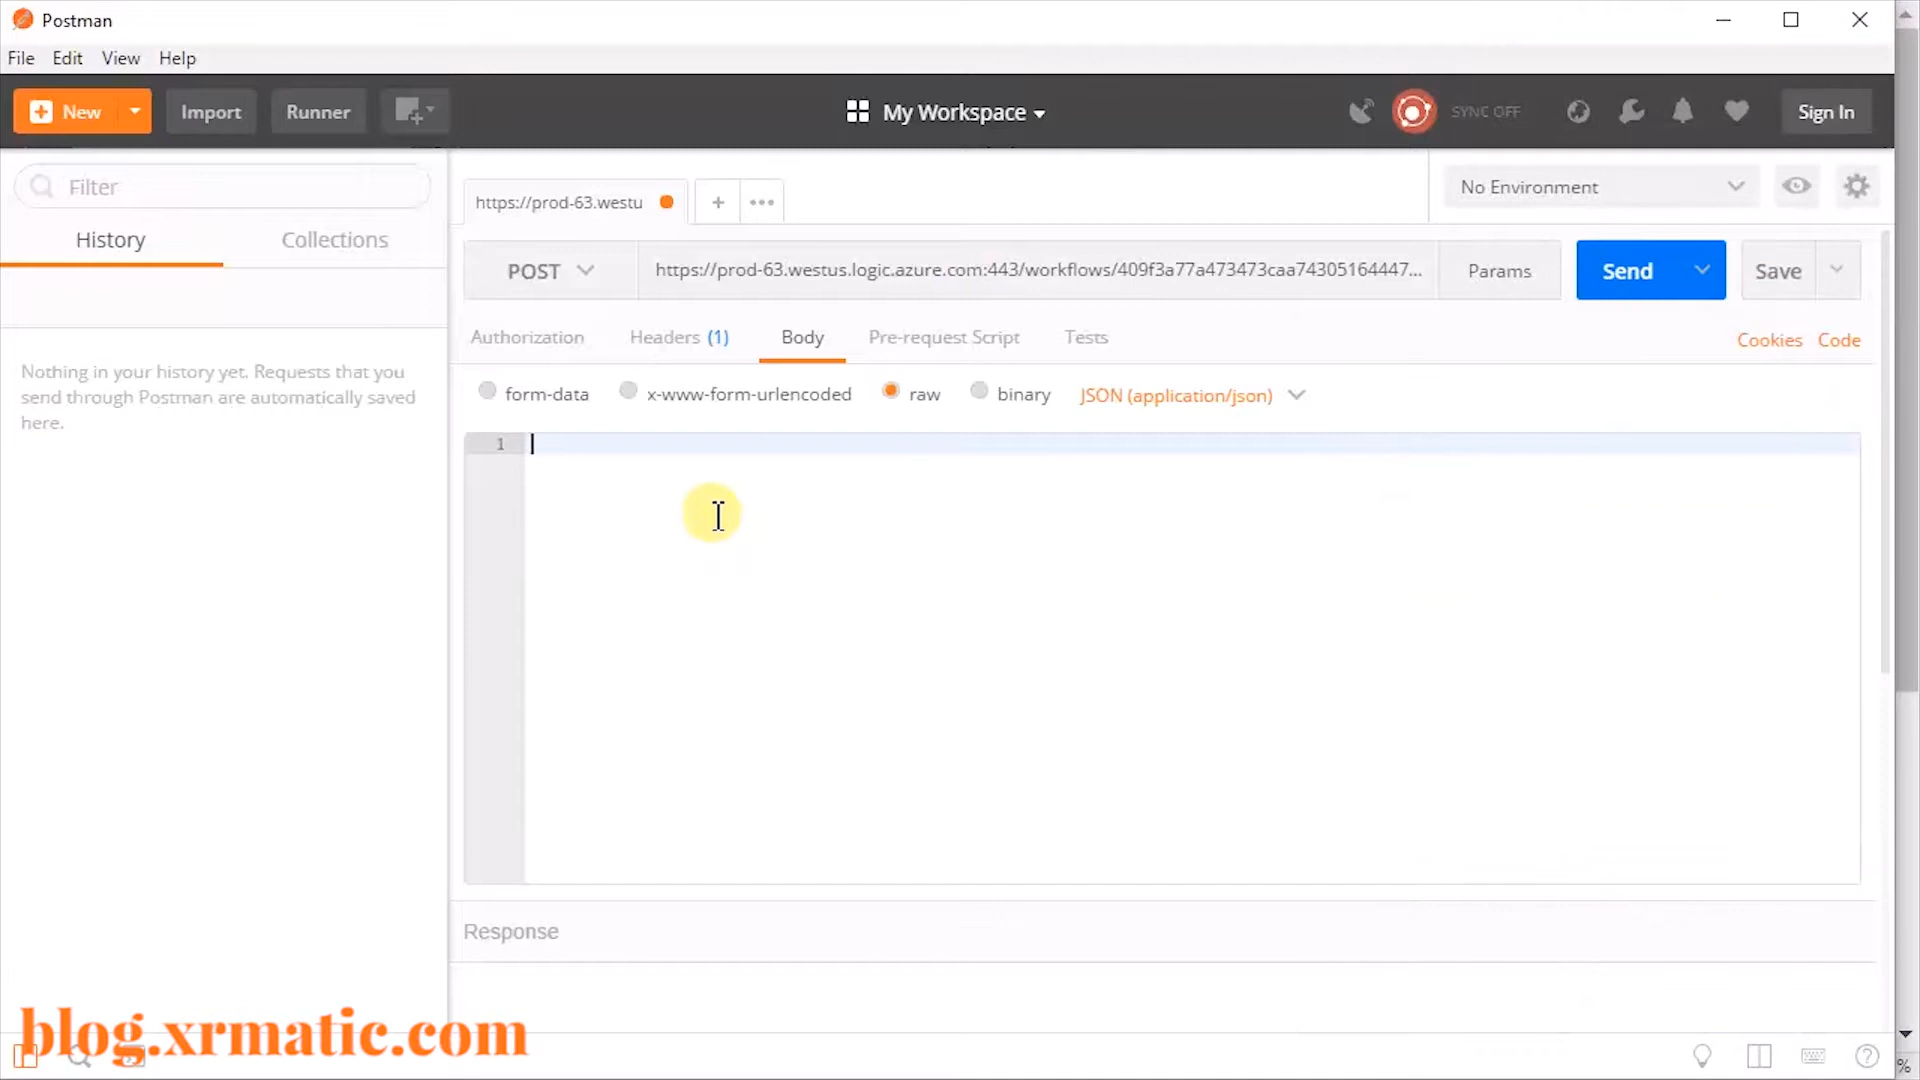 Postman
File Edit View Help
New Import Runner My Workspace SYNC OFF Sign In
Filter
History Collections
Nothing in your history yet. Requests that you
send through Postman are automatically saved
here.
https://prod-63.westu + ••• No Environment
POST https://prod-63.westus.logic.azure.com:443/workflows/409f3a77a473473caa74305164447... Params Send Save
Authorization Headers (1) Body Pre-request Script Tests Cookies Code
form-data x-www-form-urlencoded raw binary JSON (application/json)
1
Response
blog.xrmatic.com
%